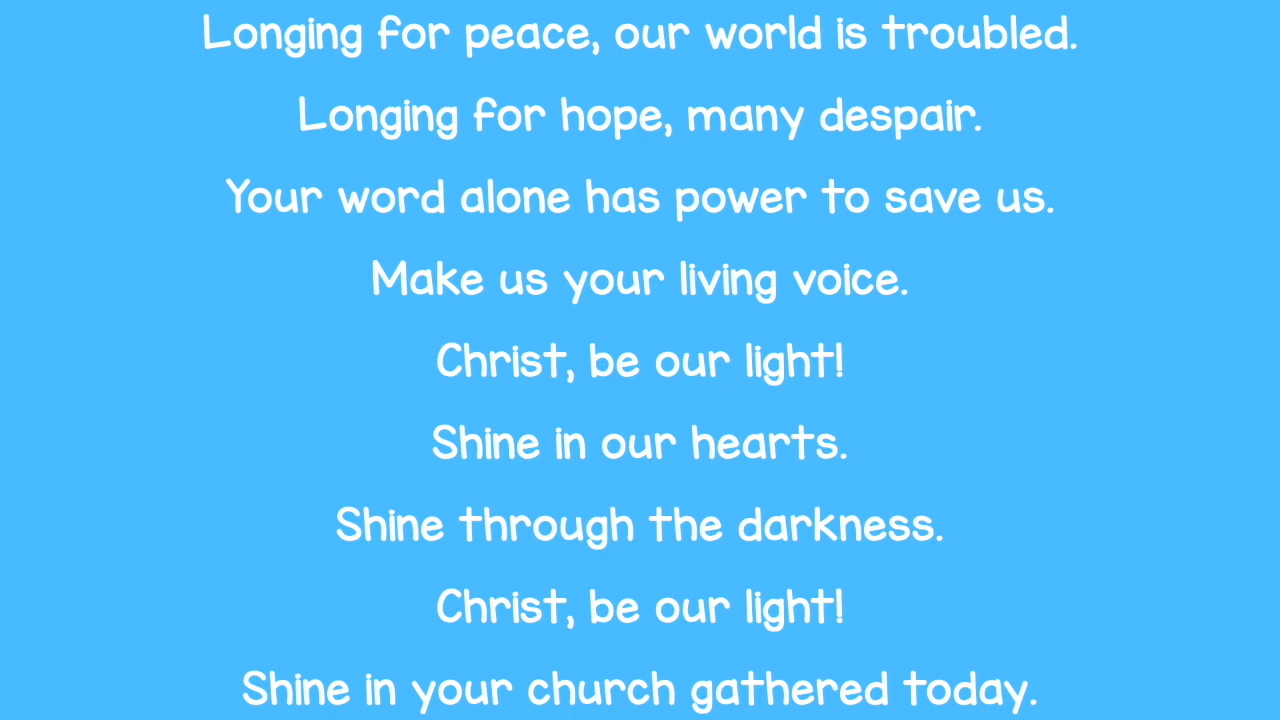 Longing for peace, our world is troubled.
Longing for hope, many despair.
Your word alone has power to save us.
Make us your living voice.
Christ, be our light!
Shine in our hearts.
Shine through the darkness.
Christ, be our light!
Shine in your church gathered today.